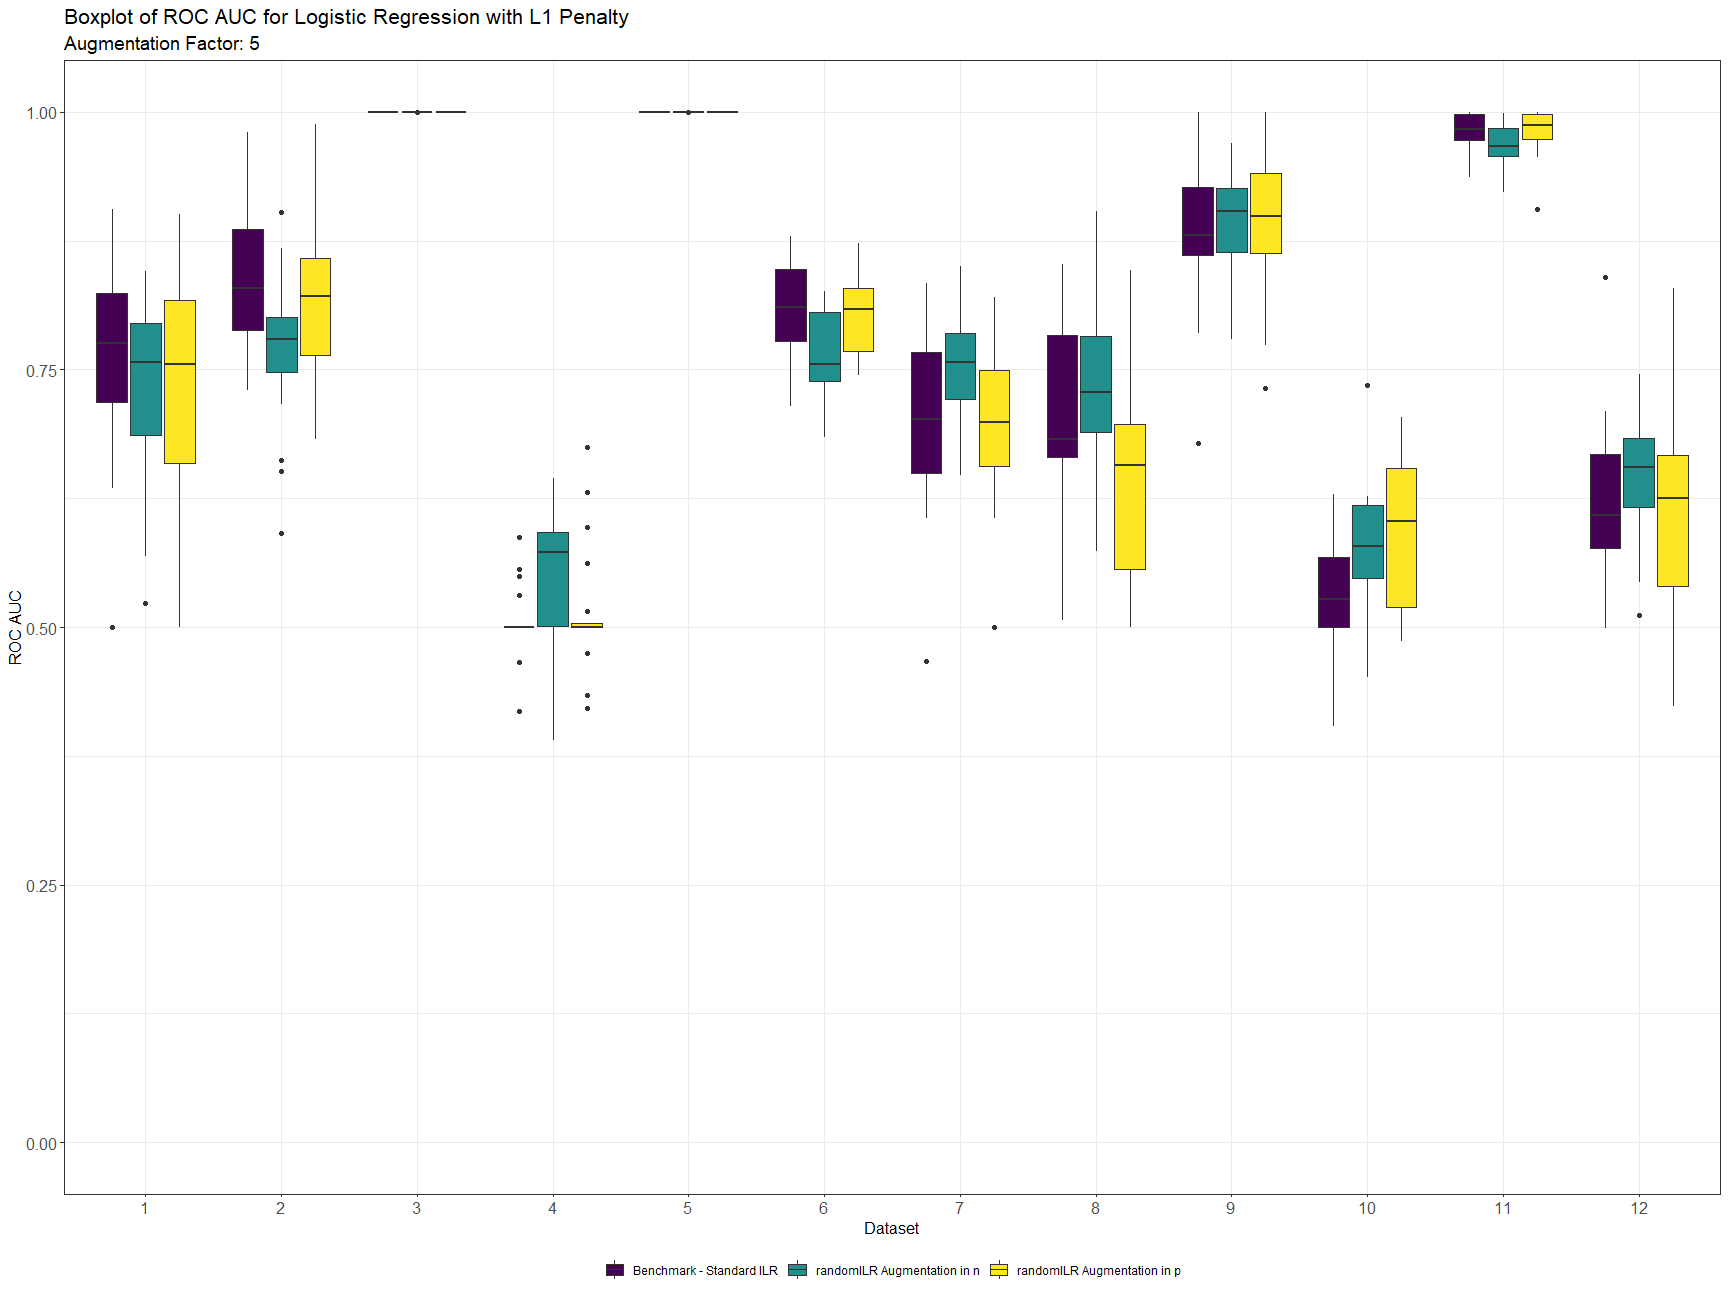 Boxplot of ROC AUC for Logistic Regression with L1 Penalty
Augmentation Factor: 5
ROC AUC
1.00
0.75
0.50
0.25
0.00
1 2 3 4 5 6 7 8 9 10 11 12
Dataset
Benchmark - Standard ILR randomILR Augmentation in n randomILR Augmentation in p